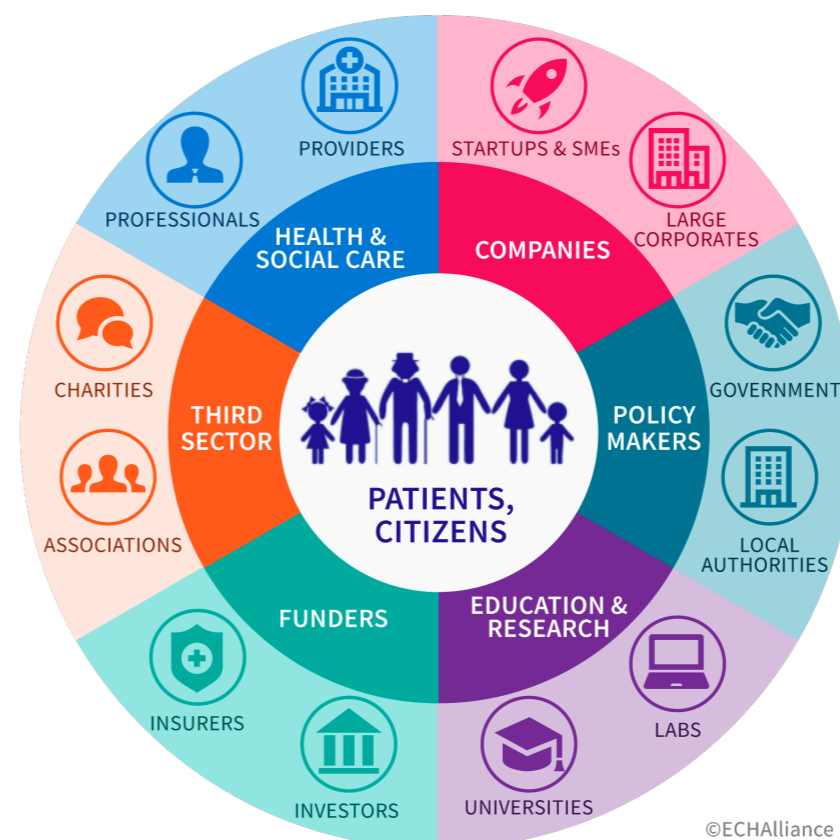 PROVIDERS
PROFESSIONALS
HEALTH &
SOCIAL CARE
STARTUPS & SMEs
LARGE
CORPORATES
COMPANIES
GOVERNMENT
LOCAL
AUTHORITIES
POLICY
MAKERS
EDUCATION &
RESEARCH
LABS
UNIVERSITIES
FUNDERS
INSURERS
INVESTORS
THIRD
SECTOR
CHARITIES
ASSOCIATIONS
PATIENTS,
CITIZENS
©ECHAlliance